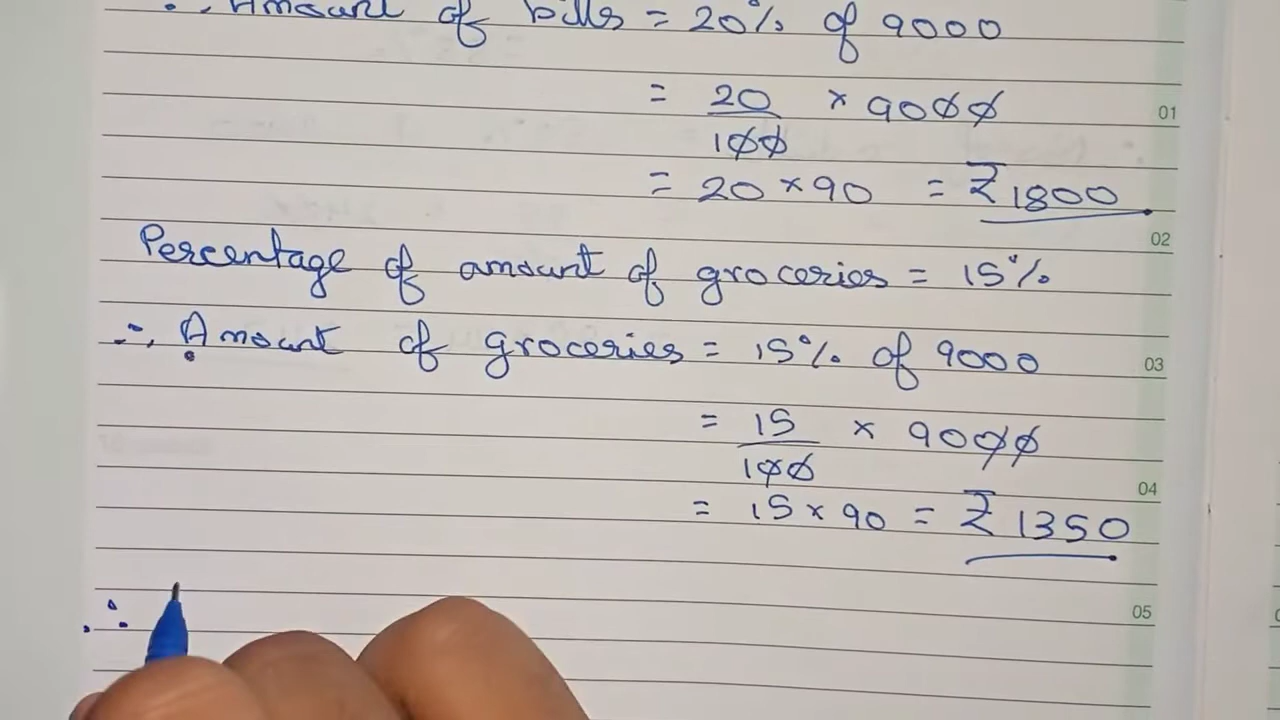 ∴ Amount of bills = 20% of 9000
= 20/100 × 9000
01
= 20 × 90 = ₹1800
02
Percentage of amount of groceries = 15%
∴ Amount of groceries = 15% of 9000
03
= 15/100 × 9000
04
= 15 × 90 = ₹1350
05
∴